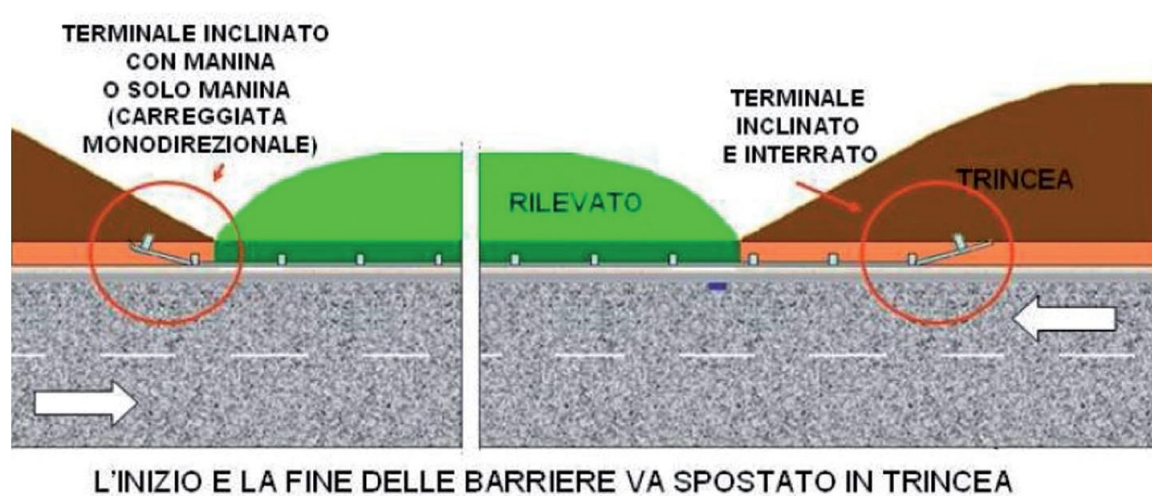 TERMINALE INCLINATO
CON MANINA
O SOLO MANINA
(CARREGGIATA
MONODIREZIONALE)
TERMINALE
INCLINATO
E INTERRATO
TRINCEA
RILEVATO
L'INIZIO E LA FINE DELLE BARRIERE VA SPOSTATO IN TRINCEA